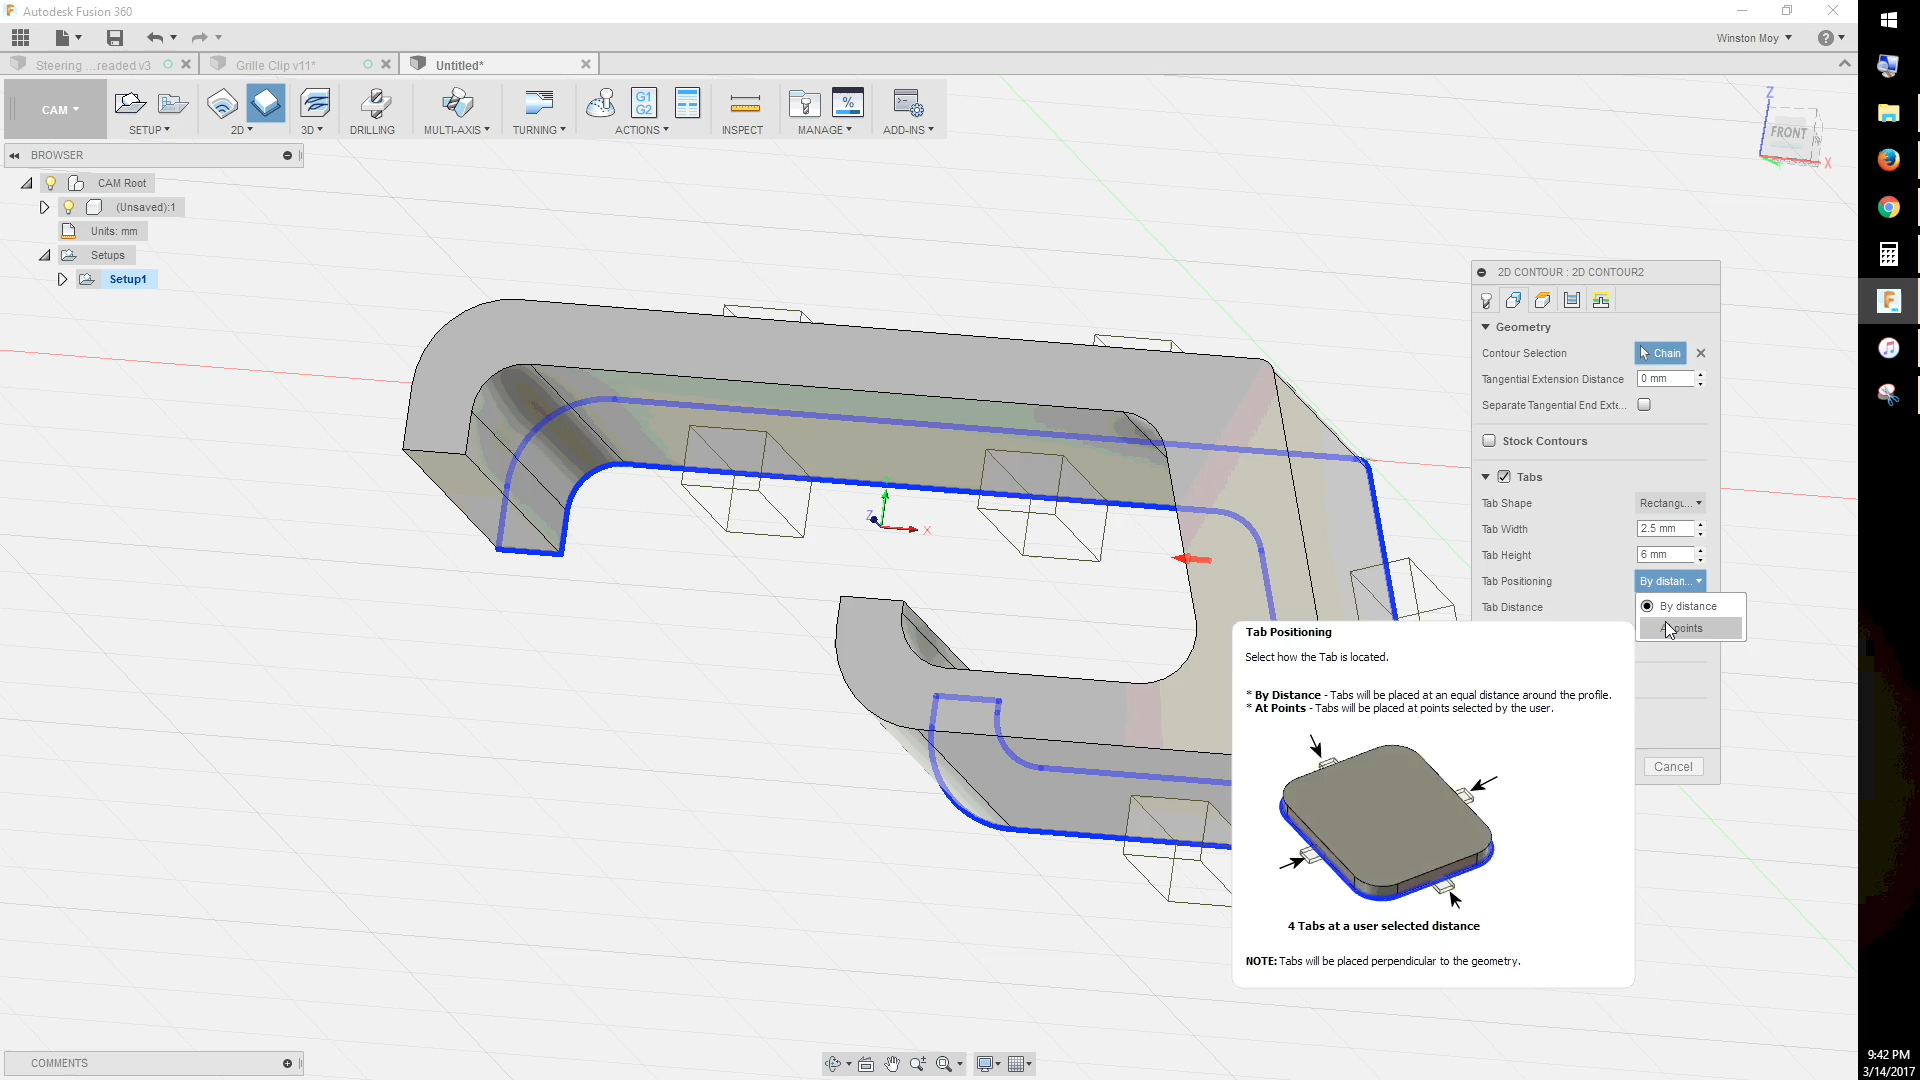 Autodesk Fusion 360
Winston Moy
Steering ...readed v3
Grille Clip v11*
Untitled*
CAM
SETUP
2D
3D
DRILLING
MULTI-AXIS
TURNING
G1
G2
ACTIONS
INSPECT
%
MANAGE
ADD-INS
BROWSER
CAM Root
(Unsaved):1
Units: mm
Setups
Setup1
Z
FRONT
X
Z
X
2D CONTOUR : 2D CONTOUR2
Geometry
Contour Selection
Chain
Tangential Extension Distance
0 mm
Separate Tangential End Exte...
Stock Contours
Tabs
Tab Shape
Rectangu...
Tab Width
2.5 mm
Tab Height
6 mm
Tab Positioning
By distan...
Tab Distance
By distance
points
Cancel
Tab Positioning
Select how the Tab is located.
* By Distance - Tabs will be placed at an equal distance around the profile.
* At Points - Tabs will be placed at points selected by the user.
4 Tabs at a user selected distance
NOTE: Tabs will be placed perpendicular to the geometry.
COMMENTS
9:42 PM
3/14/2017